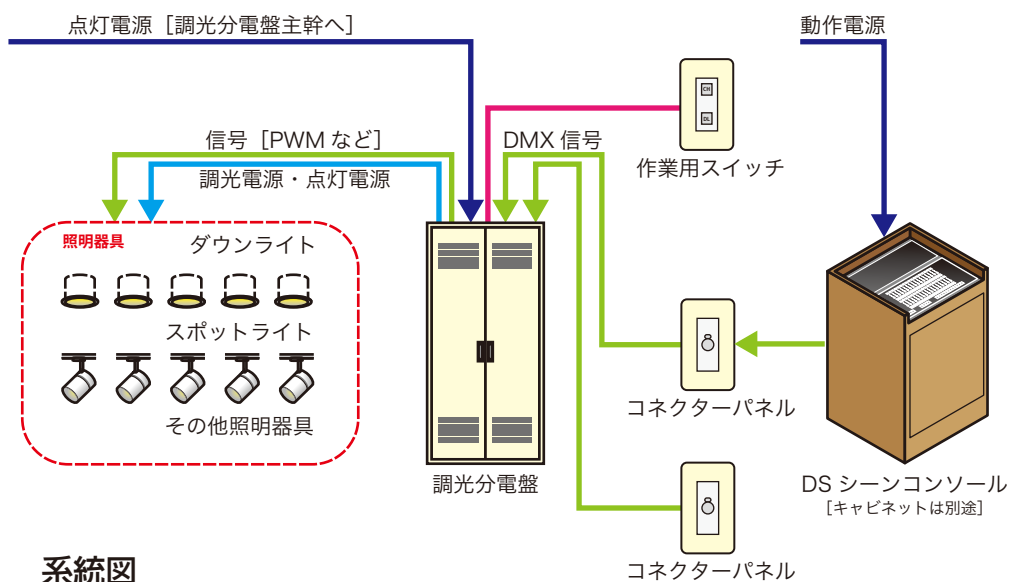 点灯電源［調光分電盤主幹へ］
動作電源
信号［PWM など］
DMX 信号
CH
DL
作業用スイッチ
調光電源・点灯電源
照明器具
ダウンライト
スポットライト
その他照明器具
コネクターパネル
調光分電盤
DS シーンコンソール
［キャビネットは別途］
コネクターパネル
系統図